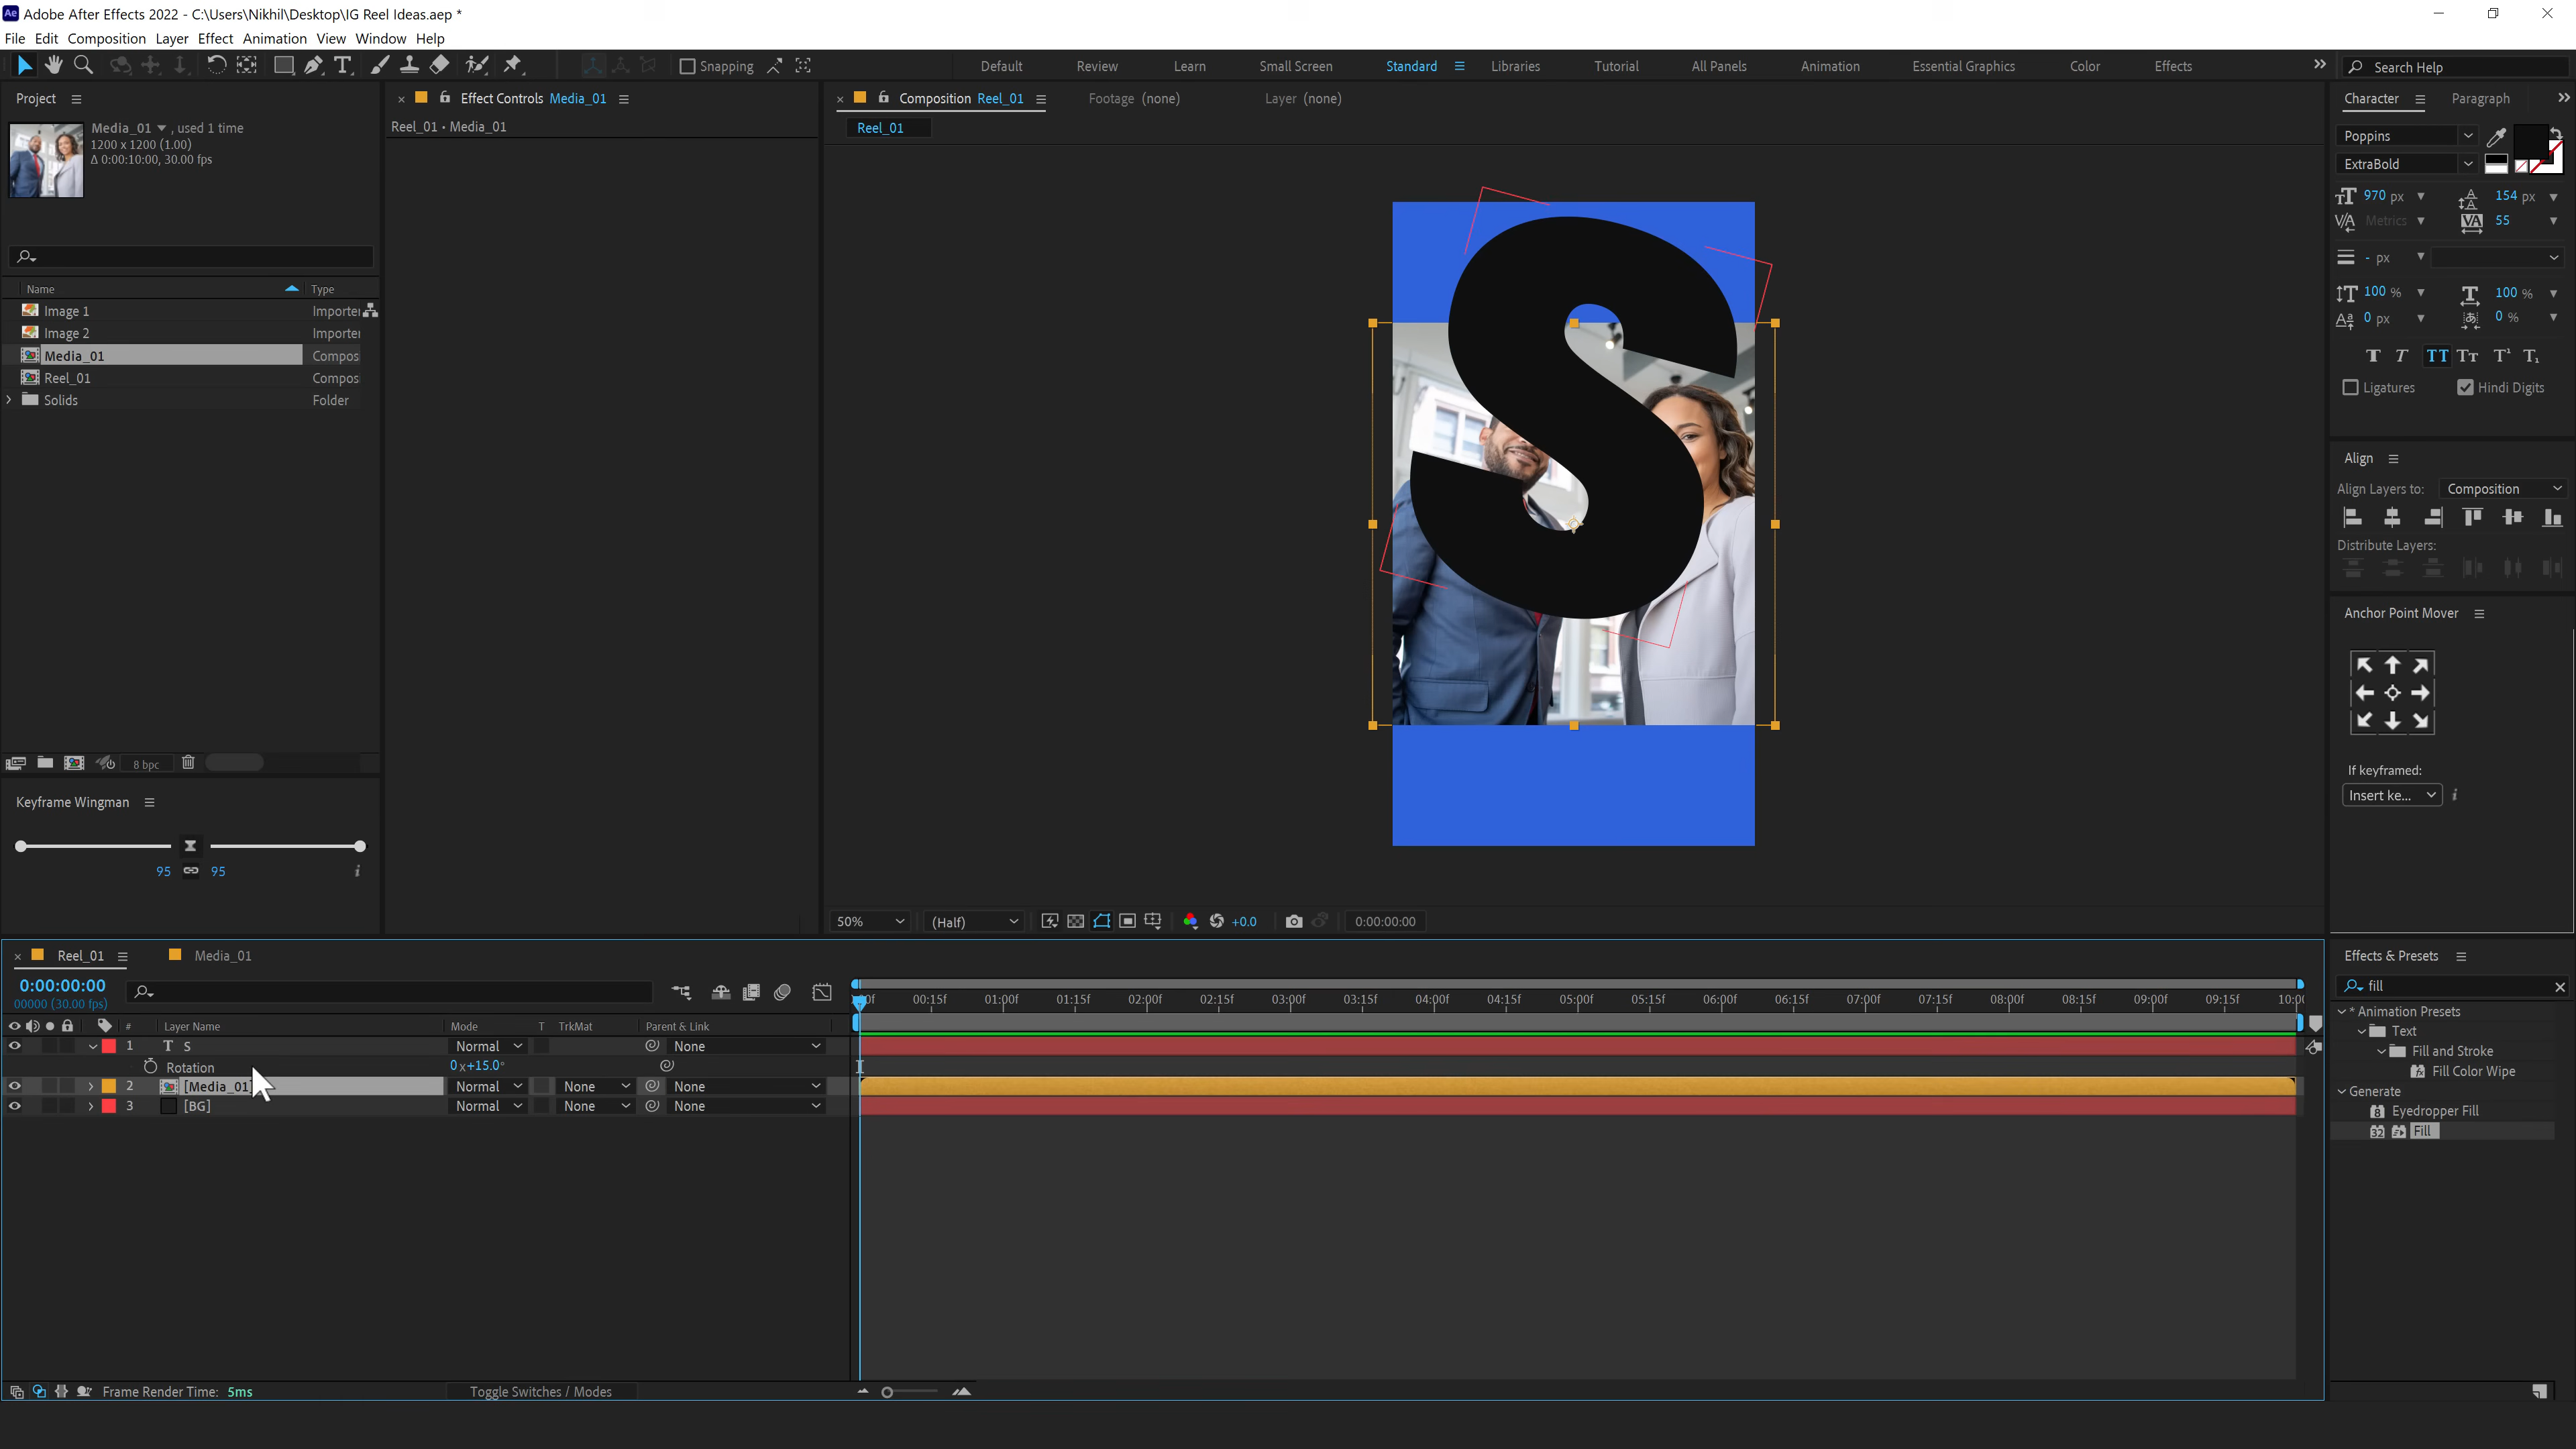 Ae Adobe After Effects 2022 - C:\Users\Nikhil\Desktop\IG Reel Ideas.aep *
File Edit Composition Layer Effect Animation View Window Help
Snapping Default Review Learn Small Screen Standard Libraries Tutorial All Panels Animation Essential Graphics Color Effects Search Help
Project
Media_01 , used 1 time
1200 x 1200 (1.00)
Δ 0:00:10:00, 30.00 fps
Name Type
Image 1 Importe
Image 2 Importe
Media_01 Compos
Reel_01 Compos
Solids Folder
8 bpc
Keyframe Wingman
95 95
Effect Controls Media_01
Reel_01 • Media_01
Composition Reel_01 Footage (none) Layer (none)
Reel_01
S
50% (Half) +0.0 0:00:00:00
Character Paragraph
Poppins
ExtraBold
970 px 154 px
Metrics 55
- px
100 % 100 %
0 px 0 %
T T TT Tt T¹ T₁
Ligatures Hindi Digits
Align
Align Layers to: Composition
Distribute Layers:
Anchor Point Mover
If keyframed:
Insert ke...
Reel_01 Media_01
0:00:00:00
00000 (30.00 fps)
00:15f 01:00f 01:15f 02:00f 02:15f 03:00f 03:15f 04:00f 04:15f 05:00f 05:15f 06:00f 06:15f 07:00f 07:15f 08:00f 08:15f 09:00f 09:15f
# Layer Name Mode T TrkMat Parent & Link
1 T S Normal None
Rotation 0x+15.0°
2 [Media_01] Normal None None
3 [BG] Normal None None
Frame Render Time: 5ms Toggle Switches / Modes
Effects & Presets
fill
* Animation Presets
Text
Fill and Stroke
Fill Color Wipe
Generate
8 Eyedropper Fill
32 Fill